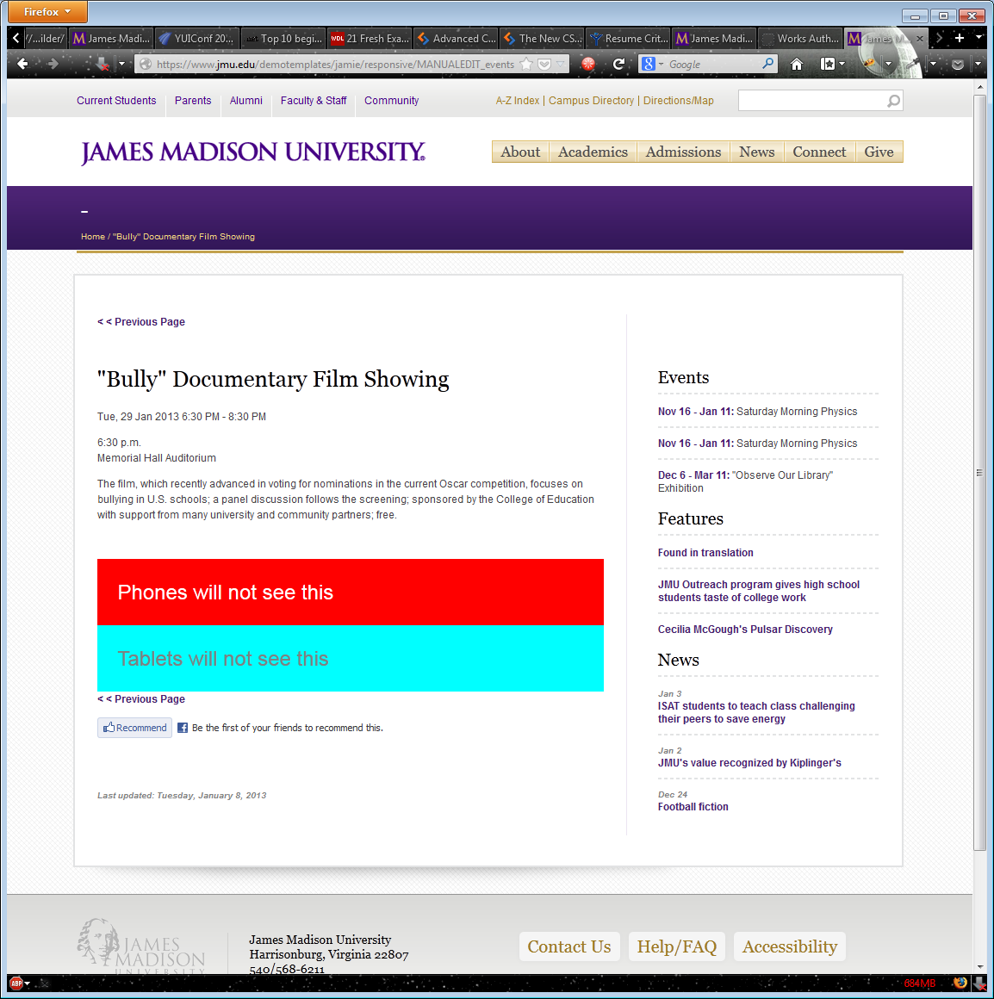 Firefox
//...ilder/
James Madi...
YUIConf 20...
Top 10 begi...
WDL 21 Fresh Exa...
Advanced C...
The New CS...
Resume Crit...
James Madi...
Works Auth...
James M...
https://www.jmu.edu/demotemplates/jamie/responsive/MANUALEDIT_events
Google
Current Students
Parents
Alumni
Faculty & Staff
Community
A-Z Index | Campus Directory | Directions/Map
JAMES MADISON UNIVERSITY®
About
Academics
Admissions
News
Connect
Give
-
Home / "Bully" Documentary Film Showing
< < Previous Page
"Bully" Documentary Film Showing
Tue, 29 Jan 2013 6:30 PM - 8:30 PM
6:30 p.m.
Memorial Hall Auditorium
The film, which recently advanced in voting for nominations in the current Oscar competition, focuses on
bullying in U.S. schools; a panel discussion follows the screening; sponsored by the College of Education
with support from many university and community partners; free.
Phones will not see this
Tablets will not see this
< < Previous Page
Recommend
Be the first of your friends to recommend this.
Last updated: Tuesday, January 8, 2013
Events
Nov 16 - Jan 11: Saturday Morning Physics
Nov 16 - Jan 11: Saturday Morning Physics
Dec 6 - Mar 11: "Observe Our Library"
Exhibition
Features
Found in translation
JMU Outreach program gives high school
students taste of college work
Cecilia McGough's Pulsar Discovery
News
Jan 3
ISAT students to teach class challenging
their peers to save energy
Jan 2
JMU's value recognized by Kiplinger's
Dec 24
Football fiction
JAMES
MADISON
UNIVERSITY
James Madison University
Harrisonburg, Virginia 22807
540/568-6211
Contact Us
Help/FAQ
Accessibility
ABP
684MB